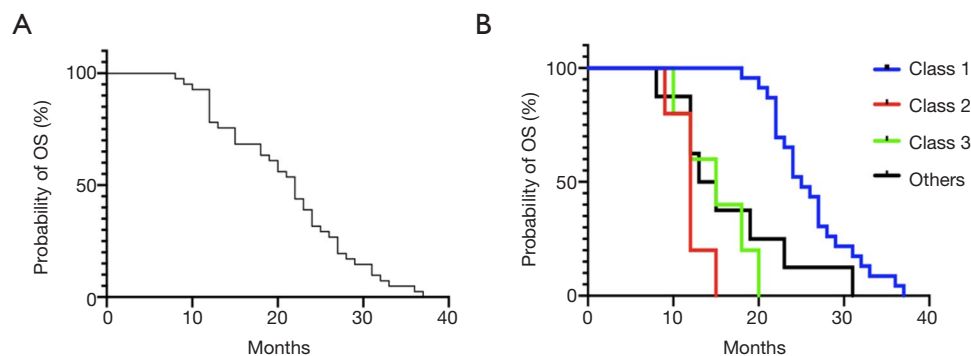 A
Probability of OS (%)
100
50
0
0 10 20 30 40
Months
B
Probability of OS (%)
100
50
0
0 10 20 30 40
Months
Class 1
Class 2
Class 3
Others